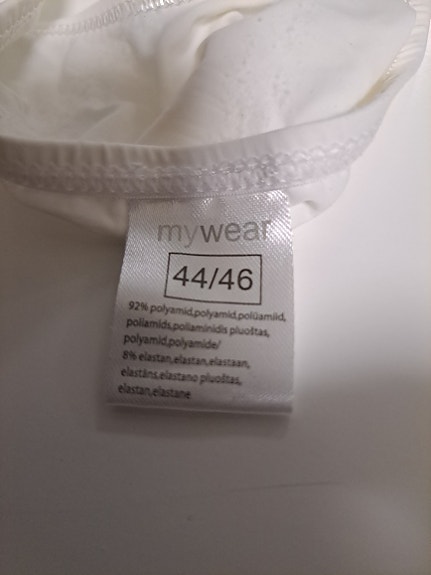 mywear
44/46
92% polyamid,polyamid,polüamiid,
poliamīds,poliaminidis pluoštas,
polyamid,polyamide/
8% elastan,elastan,elastaan,
elastāns,elastano pluoštas,
elastan,elastane